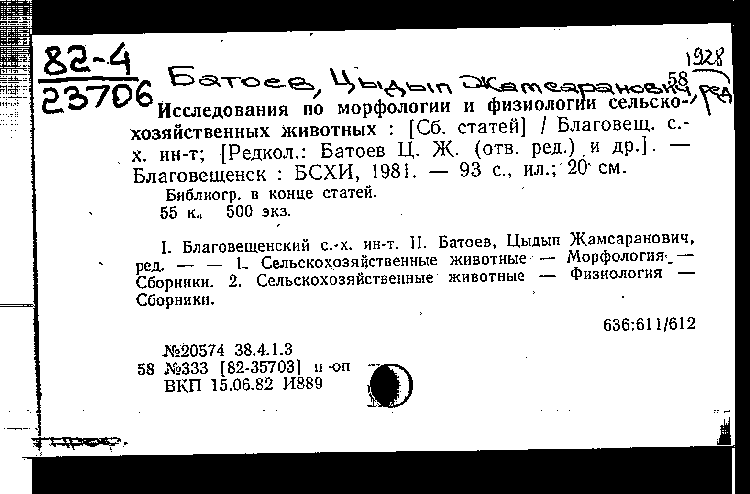 82-4
23706
1928
Батоев, Цыдып Жамсаранович, ред
58
Исследования по морфологии и физиологии сельско-
хозяйственных животных : [Сб. статей] / Благовещ. с.-
х. ин-т; [Редкол.: Батоев Ц. Ж. (отв. ред.) и др.]. —
Благовещенск : БСХИ, 1981. — 93 с., ил.; 20 см.
Библиогр. в конце статей.
55 к., 500 экз.
I. Благовещенский с.-х. ин-т. II. Батоев, Цыдып Жамсаранович,
ред. — — 1. Сельскохозяйственные животные — Морфология —
Сборники. 2. Сельскохозяйственные животные — Физиология —
Сборники.
636:611/612
№20574 38.4.1.3
58 №333 [82-35703] п -оп
ВКП 15.06.82 И889